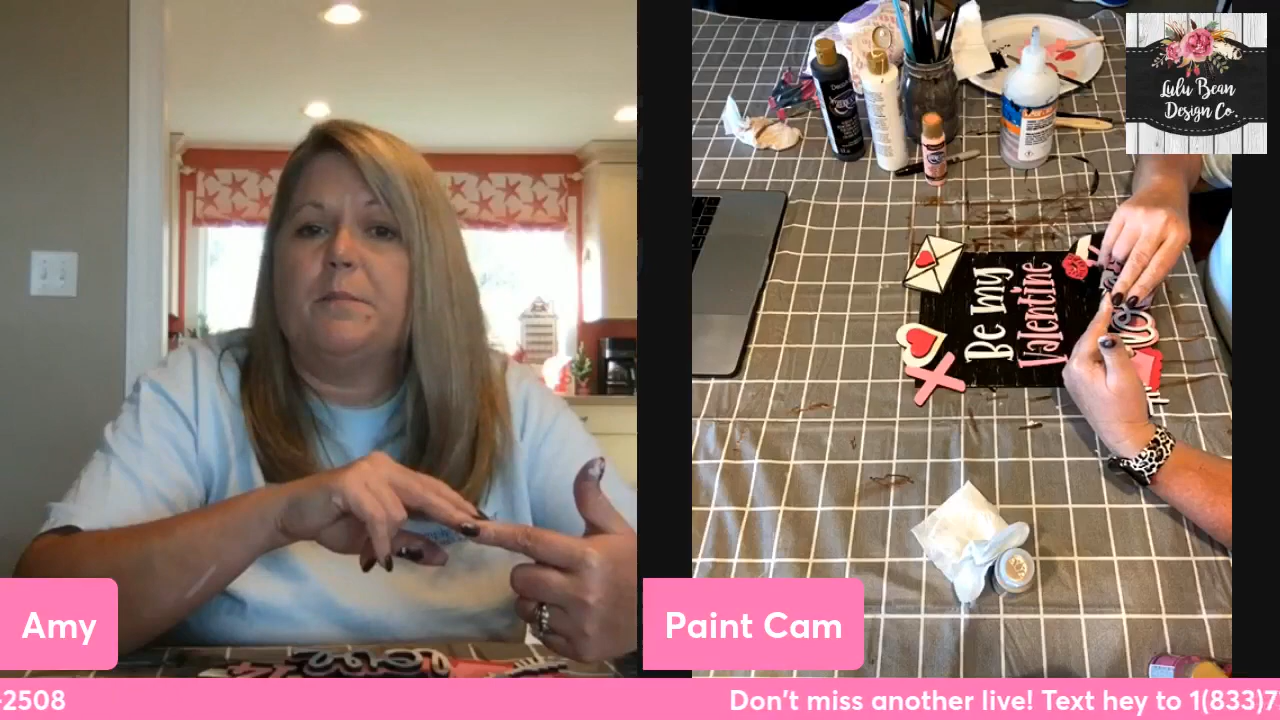 Lulu Bean
Design Co.
Be my
Valentine
Amy
Paint Cam
-2508
Don't miss another live! Text hey to 1(833)7